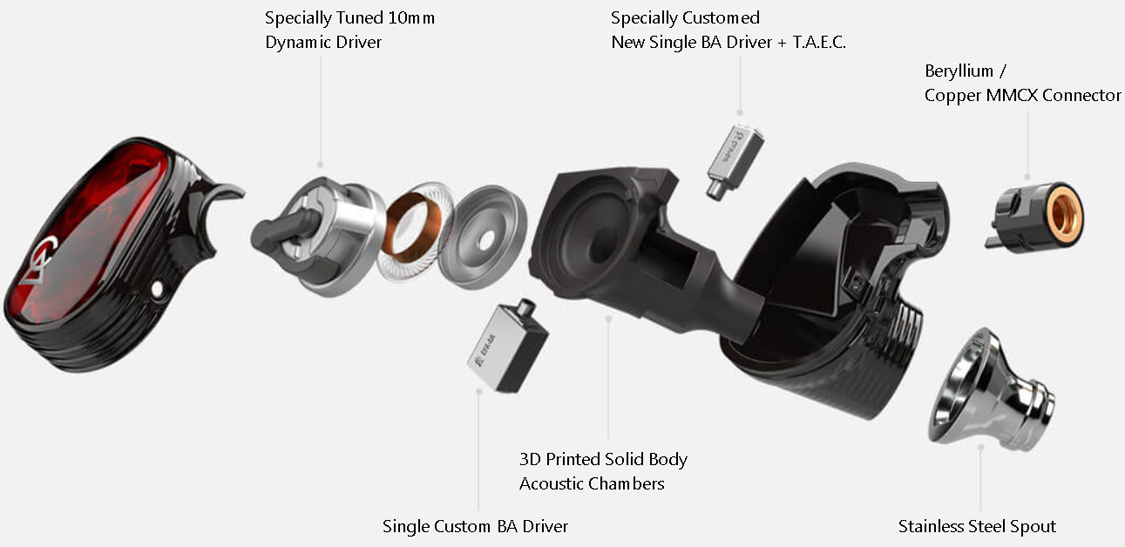 Specially Tuned 10mm
Dynamic Driver
Specially Customed
New Single BA Driver + T.A.E.C.
Beryllium /
Copper MMCX Connector
3D Printed Solid Body
Acoustic Chambers
Single Custom BA Driver
Stainless Steel Spout